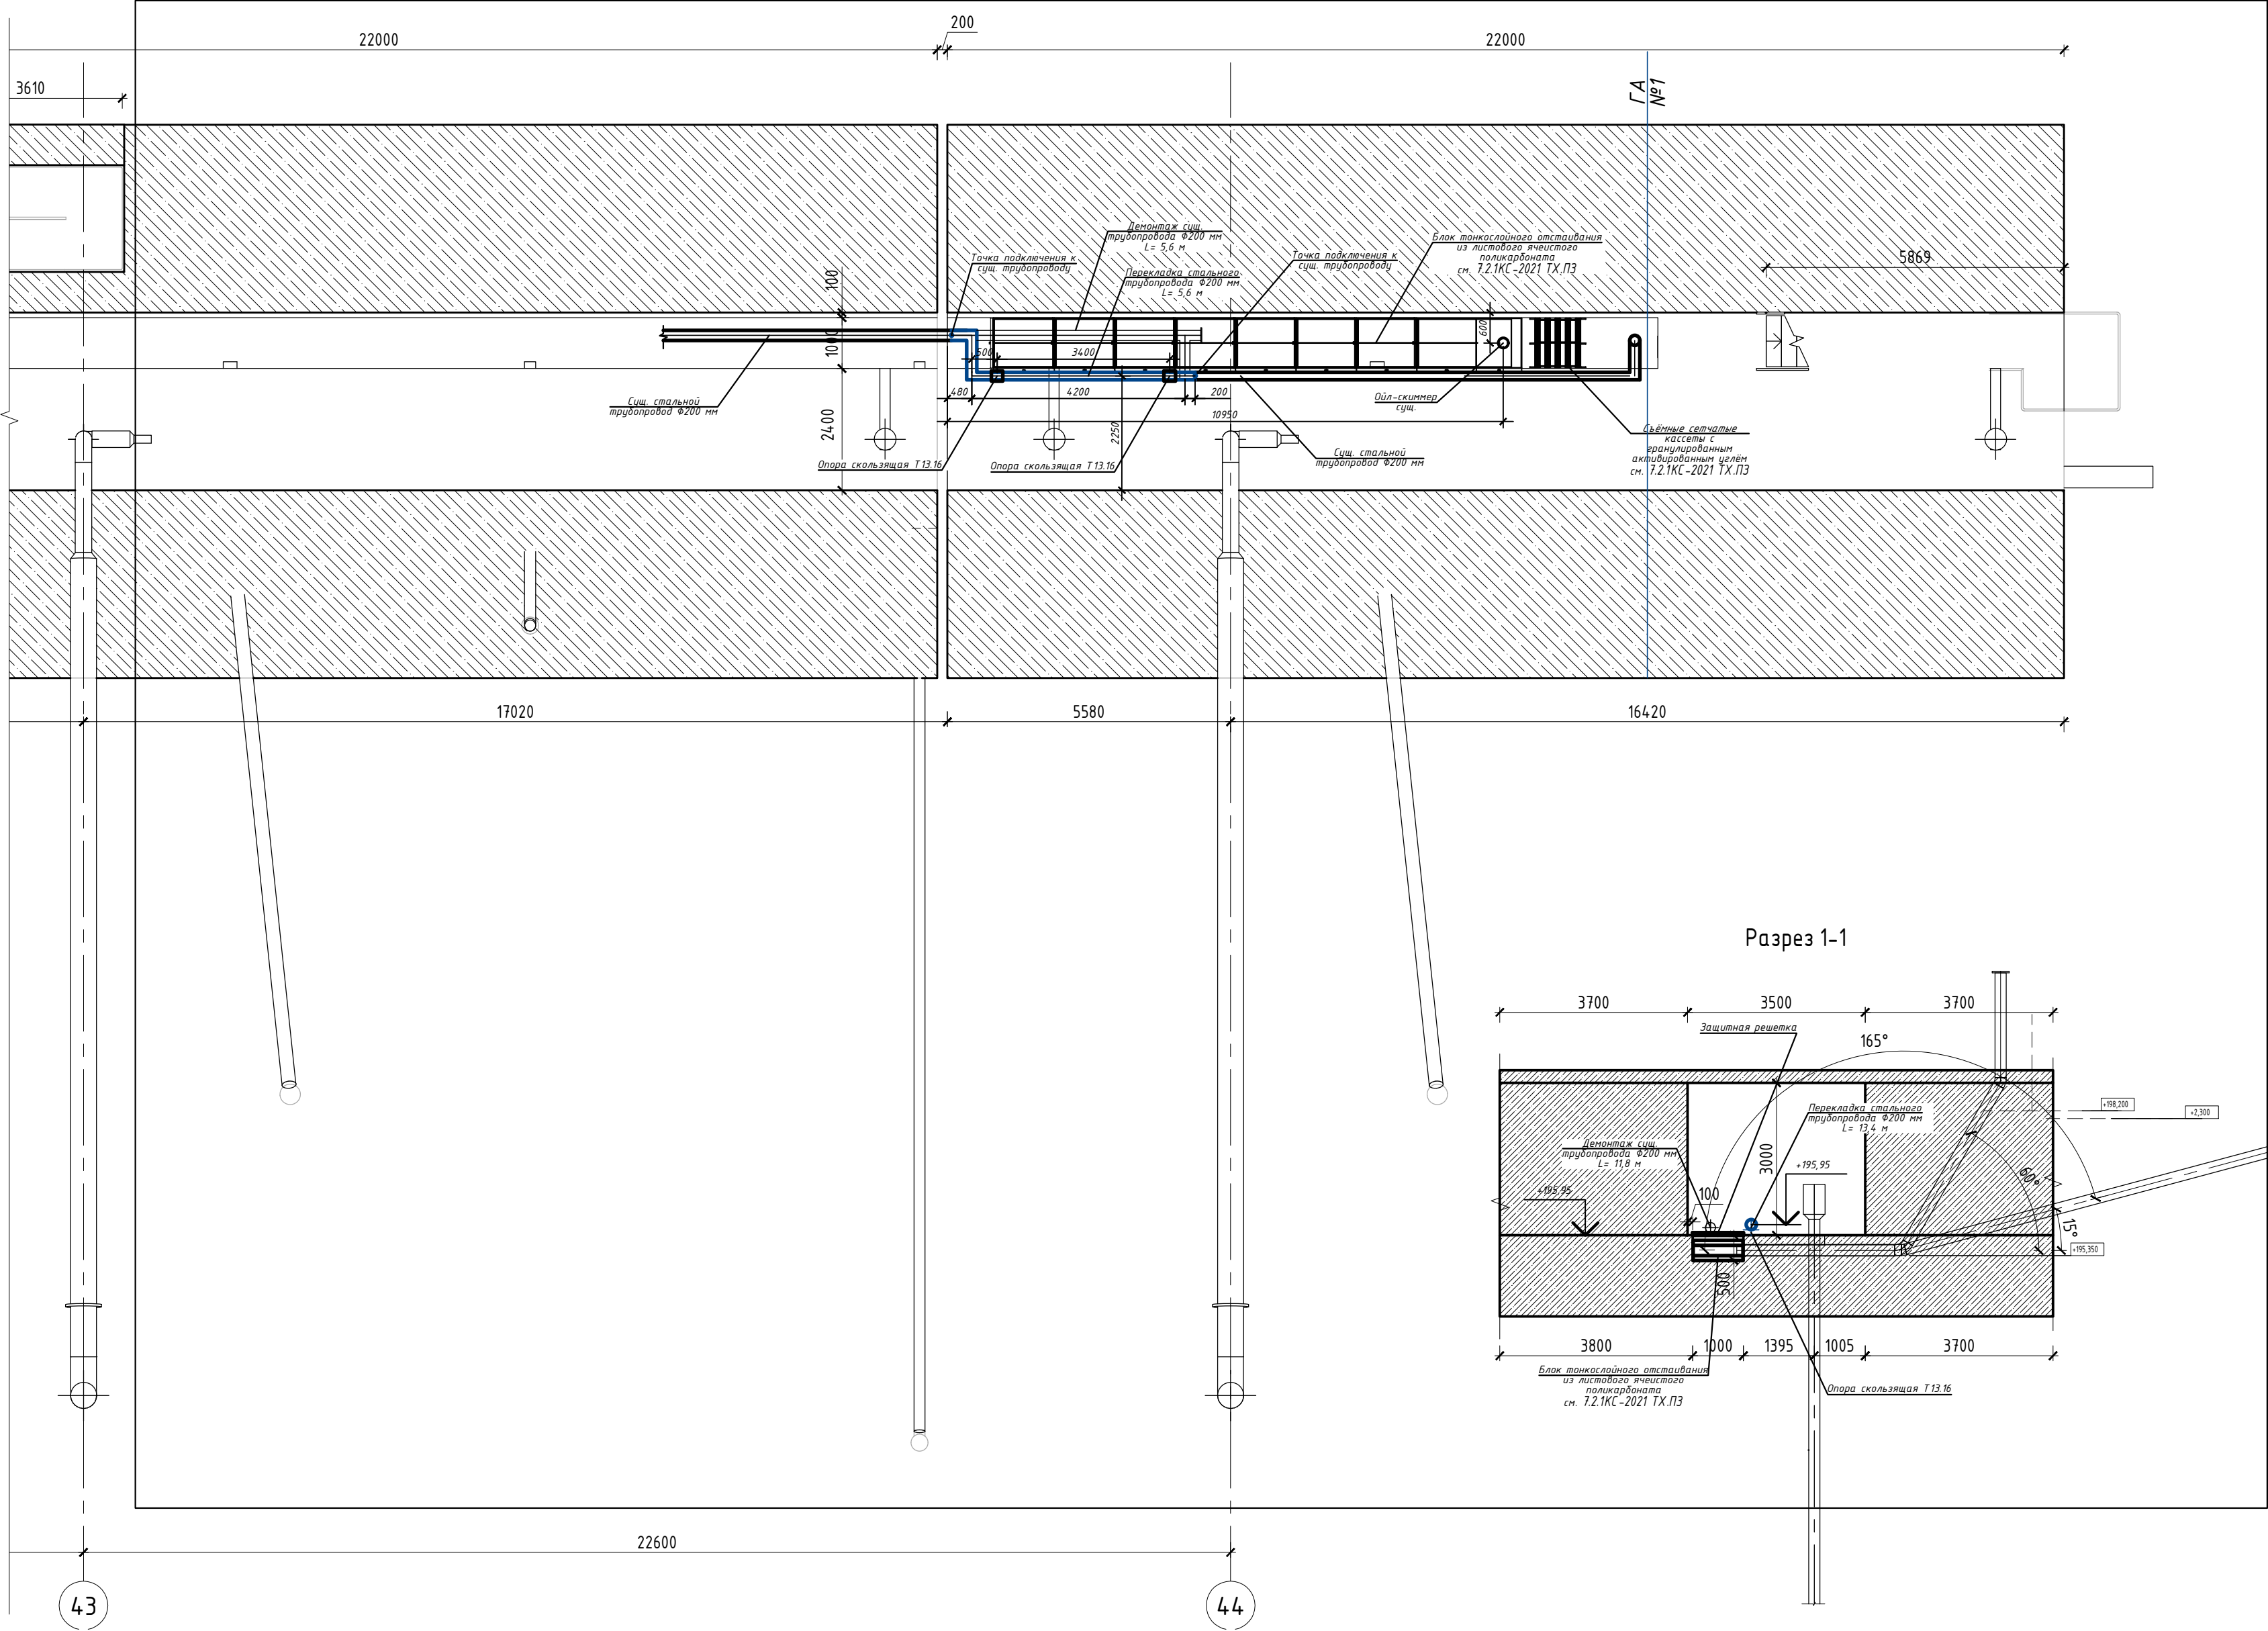 200
22000
22000
3610
ГА
№1
Демонтаж сущ.
трубопровода Ф200 мм
L= 5,6 м
Точка подключения к
сущ. трубопроводу
Перекладка стального
трубопровода Ф200 мм
L= 5,6 м
Точка подключения к
сущ. трубопроводу
Блок тонкослойного отстаивания
из листового ячеистого
поликарбоната
см. 7.2.1КС-2021 ТХ.ПЗ
5869
100
1000
600
500
3400
480
4200
200
10950
2250
2400
Сущ. стальной
трубопровод Ф200 мм
Ойл-скиммер
сущ.
Опора скользящая Т13.16
Опора скользящая Т13.16
Сущ. стальной
трубопровод Ф200 мм
Съёмные сетчатые
кассеты с
гранулированным
активированным углём
см. 7.2.1КС-2021 ТХ.ПЗ
17020
5580
16420
Разрез 1-1
3700
3500
3700
Защитная решетка
165°
Перекладка стального
трубопровода Ф200 мм
L= 13,4 м
+198,200
+2,300
Демонтаж сущ.
трубопровода Ф200 мм
L= 11,8 м
3000
+195,95
+195,95
100
60°
15°
+195,350
500
3800
1000
1395
1005
3700
Блок тонкослойного отстаивания
из листового ячеистого
поликарбоната
см. 7.2.1КС-2021 ТХ.ПЗ
Опора скользящая Т13.16
22600
43
44